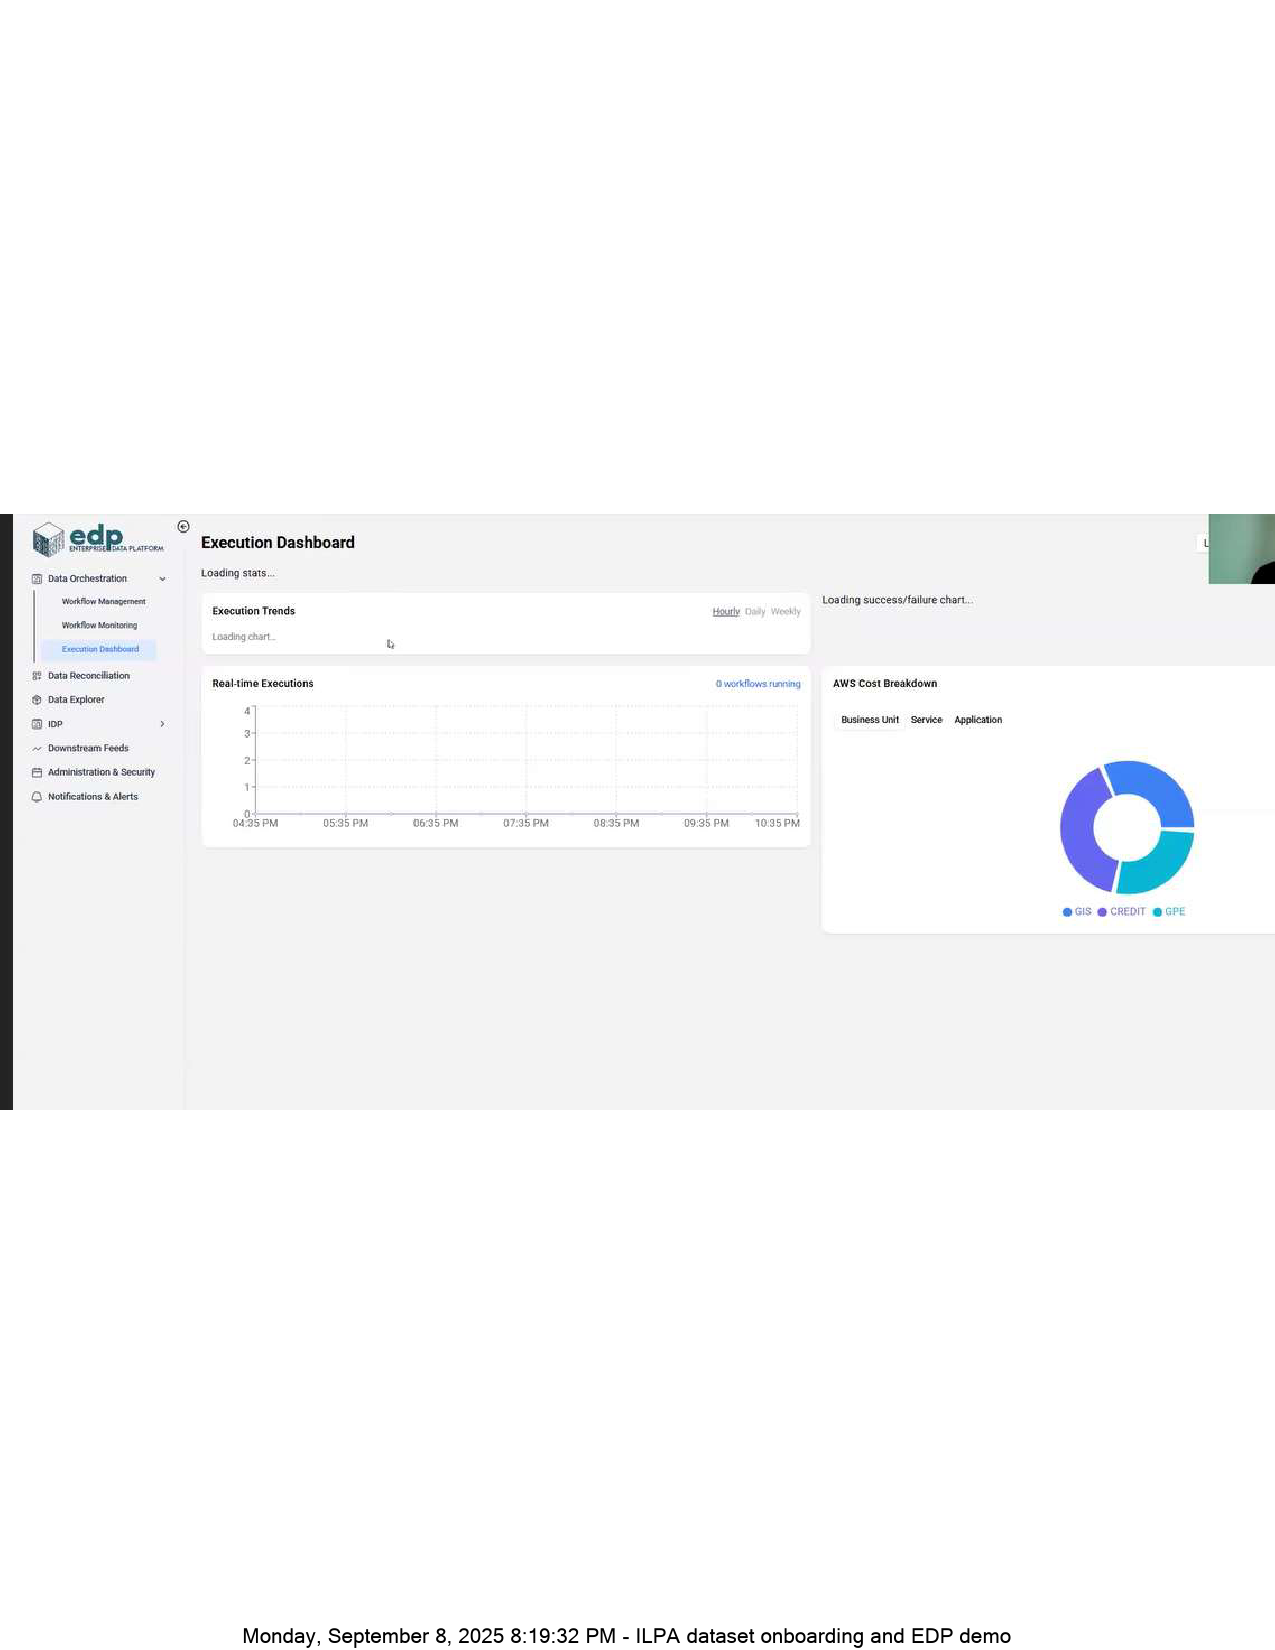 edp
ENTERPRISE DATA PLATFORM
Data Orchestration
Workflow Management
Workflow Monitoring
Execution Dashboard
Data Reconciliation
Data Explorer
IDP
Downstream Feeds
Administration & Security
Notifications & Alerts
Execution Dashboard
L
Loading stats...
Execution Trends
Hourly Daily Weekly
Loading chart...
Loading success/failure chart...
Real-time Executions
0 workflows running
4
3
2
1
0
04:35 PM 05:35 PM 06:35 PM 07:35 PM 08:35 PM 09:35 PM 10:35 PM
AWS Cost Breakdown
Business Unit Service Application
GIS CREDIT GPE
Monday, September 8, 2025 8:19:32 PM - ILPA dataset onboarding and EDP demo